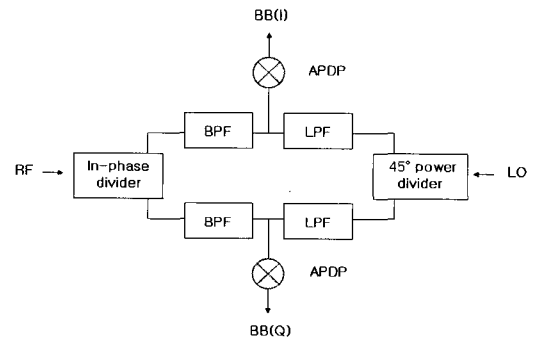 BB(I)
APDP
BPF
LPF
RF
In-phase
divider
45° power
divider
LO
BPF
LPF
APDP
BB(Q)